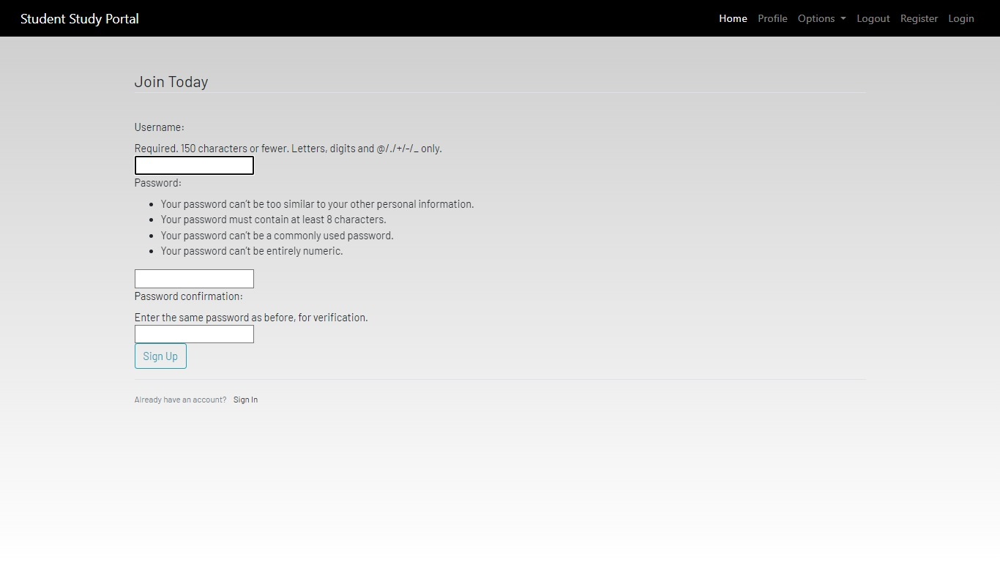 Student Study Portal
Home Profile Options Logout Register Login
Join Today
Username:
Required. 150 characters or fewer. Letters, digits and @/./+/-/_ only.
Password:
Your password can't be too similar to your other personal information.
Your password must contain at least 8 characters.
Your password can't be a commonly used password.
Your password can't be entirely numeric.
Password confirmation:
Enter the same password as before, for verification.
Sign Up
Already have an account? Sign In